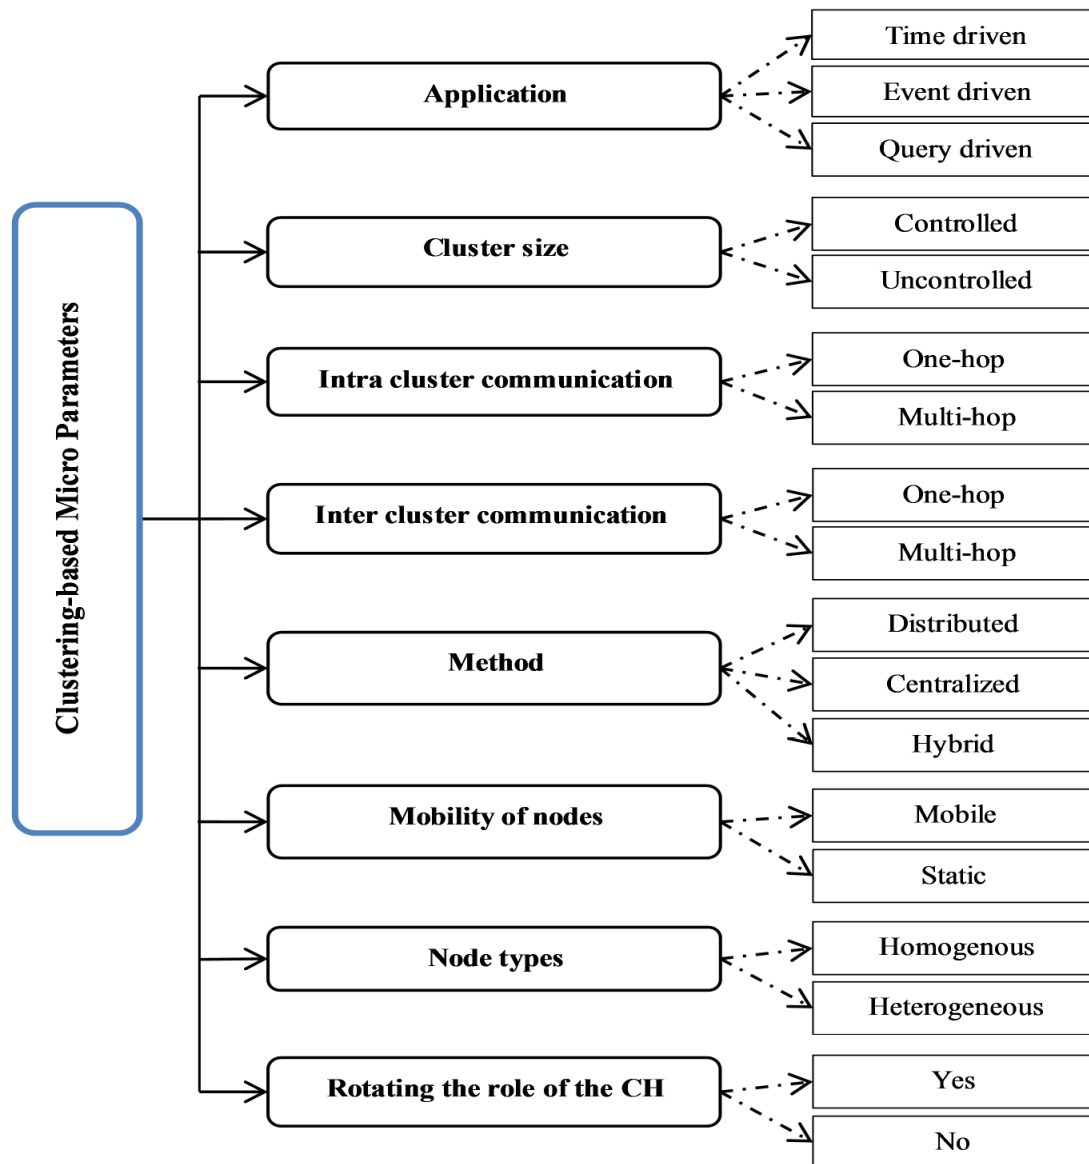 Clustering-based Micro Parameters
Application
Time driven
Event driven
Query driven
Cluster size
Controlled
Uncontrolled
Intra cluster communication
One-hop
Multi-hop
Inter cluster communication
One-hop
Multi-hop
Method
Distributed
Centralized
Hybrid
Mobility of nodes
Mobile
Static
Node types
Homogenous
Heterogeneous
Rotating the role of the CH
Yes
No